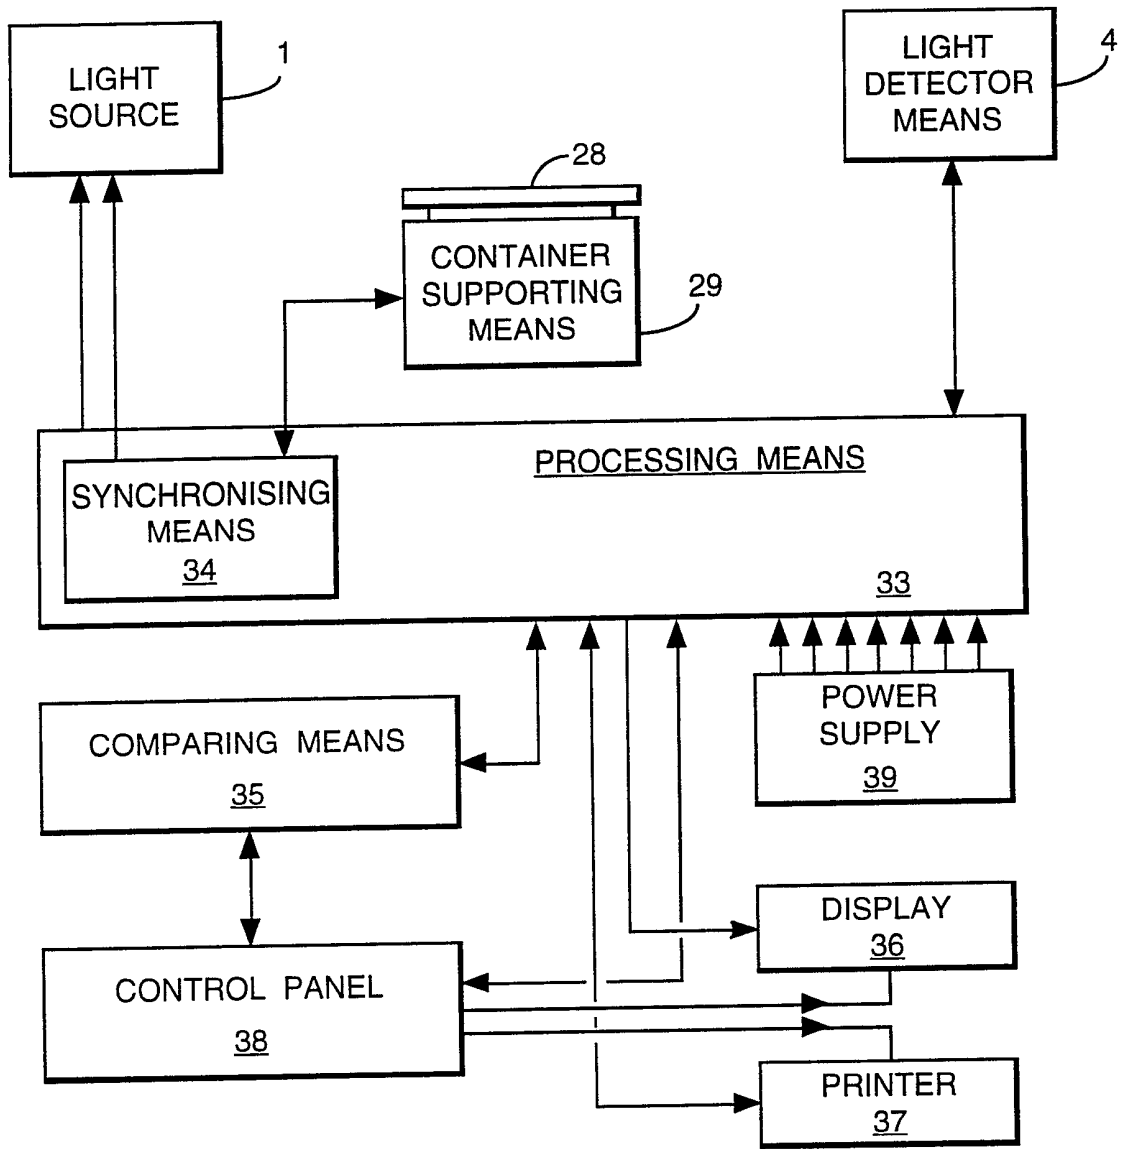 LIGHT
SOURCE
1
LIGHT
DETECTOR
MEANS
4
28
CONTAINER
SUPPORTING
MEANS
29
PROCESSING MEANS
33
SYNCHRONISING
MEANS
34
COMPARING MEANS
35
POWER
SUPPLY
39
DISPLAY
36
CONTROL PANEL
38
PRINTER
37